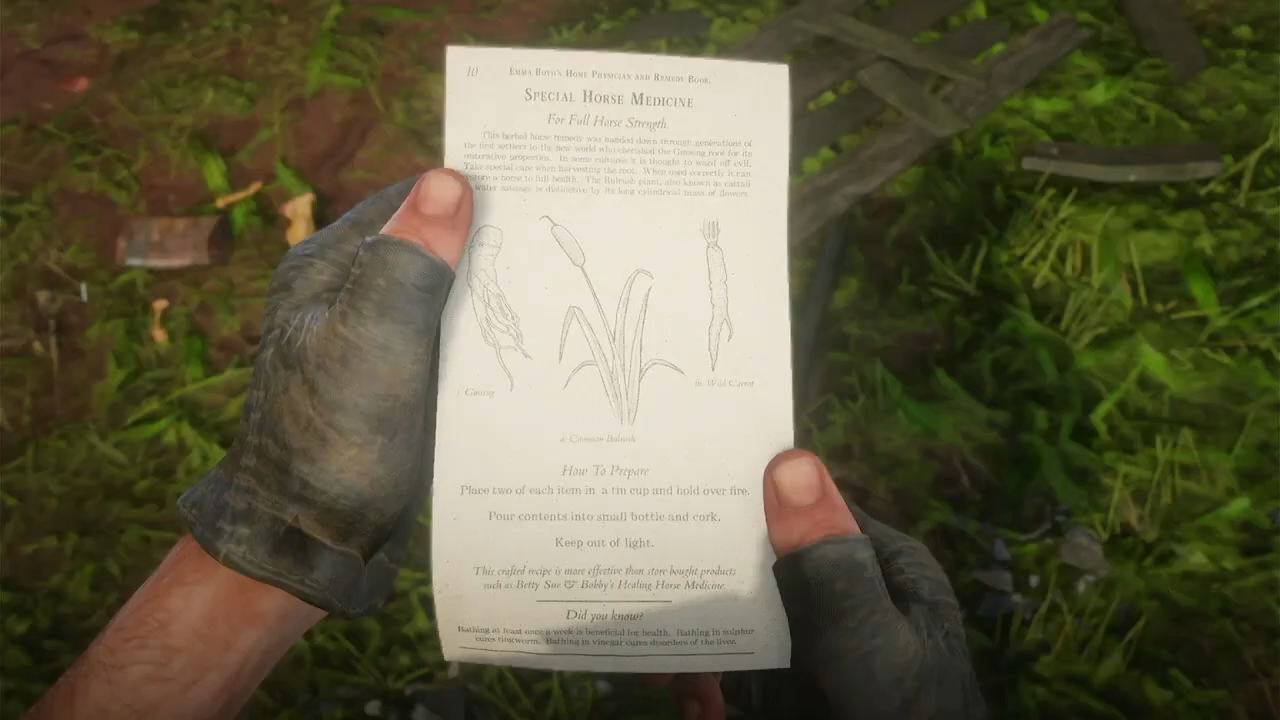 10 Emma Boyd's Home Physician and Remedy Book.
Special Horse Medicine
For Full Horse Strength.
This herbal horse remedy was handed down through generations of
the first settlers to the new world who cherished the Ginseng root for its
restorative properties. In some cultures it is thought to ward off evil.
Take special care when harvesting the root. When used correctly it can
a horse to full health. The Bulrush plant, also known as cattail
water sausage is distinctive by its long cylindrical mass of flowers.
i. Ginseng
iii. Wild Carrot
ii. Common Bulrush
How To Prepare
Place two of each item in a tin cup and hold over fire.
Pour contents into small bottle and cork.
Keep out of light.
This crafted recipe is more effective than store-bought products
such as Betty Sue & Bobby's Healing Horse Medicine.
Did you know?
Bathing at least once a week is beneficial for health. Bathing in sulphur
cures ringworm. Bathing in vinegar cures disorders of the liver.